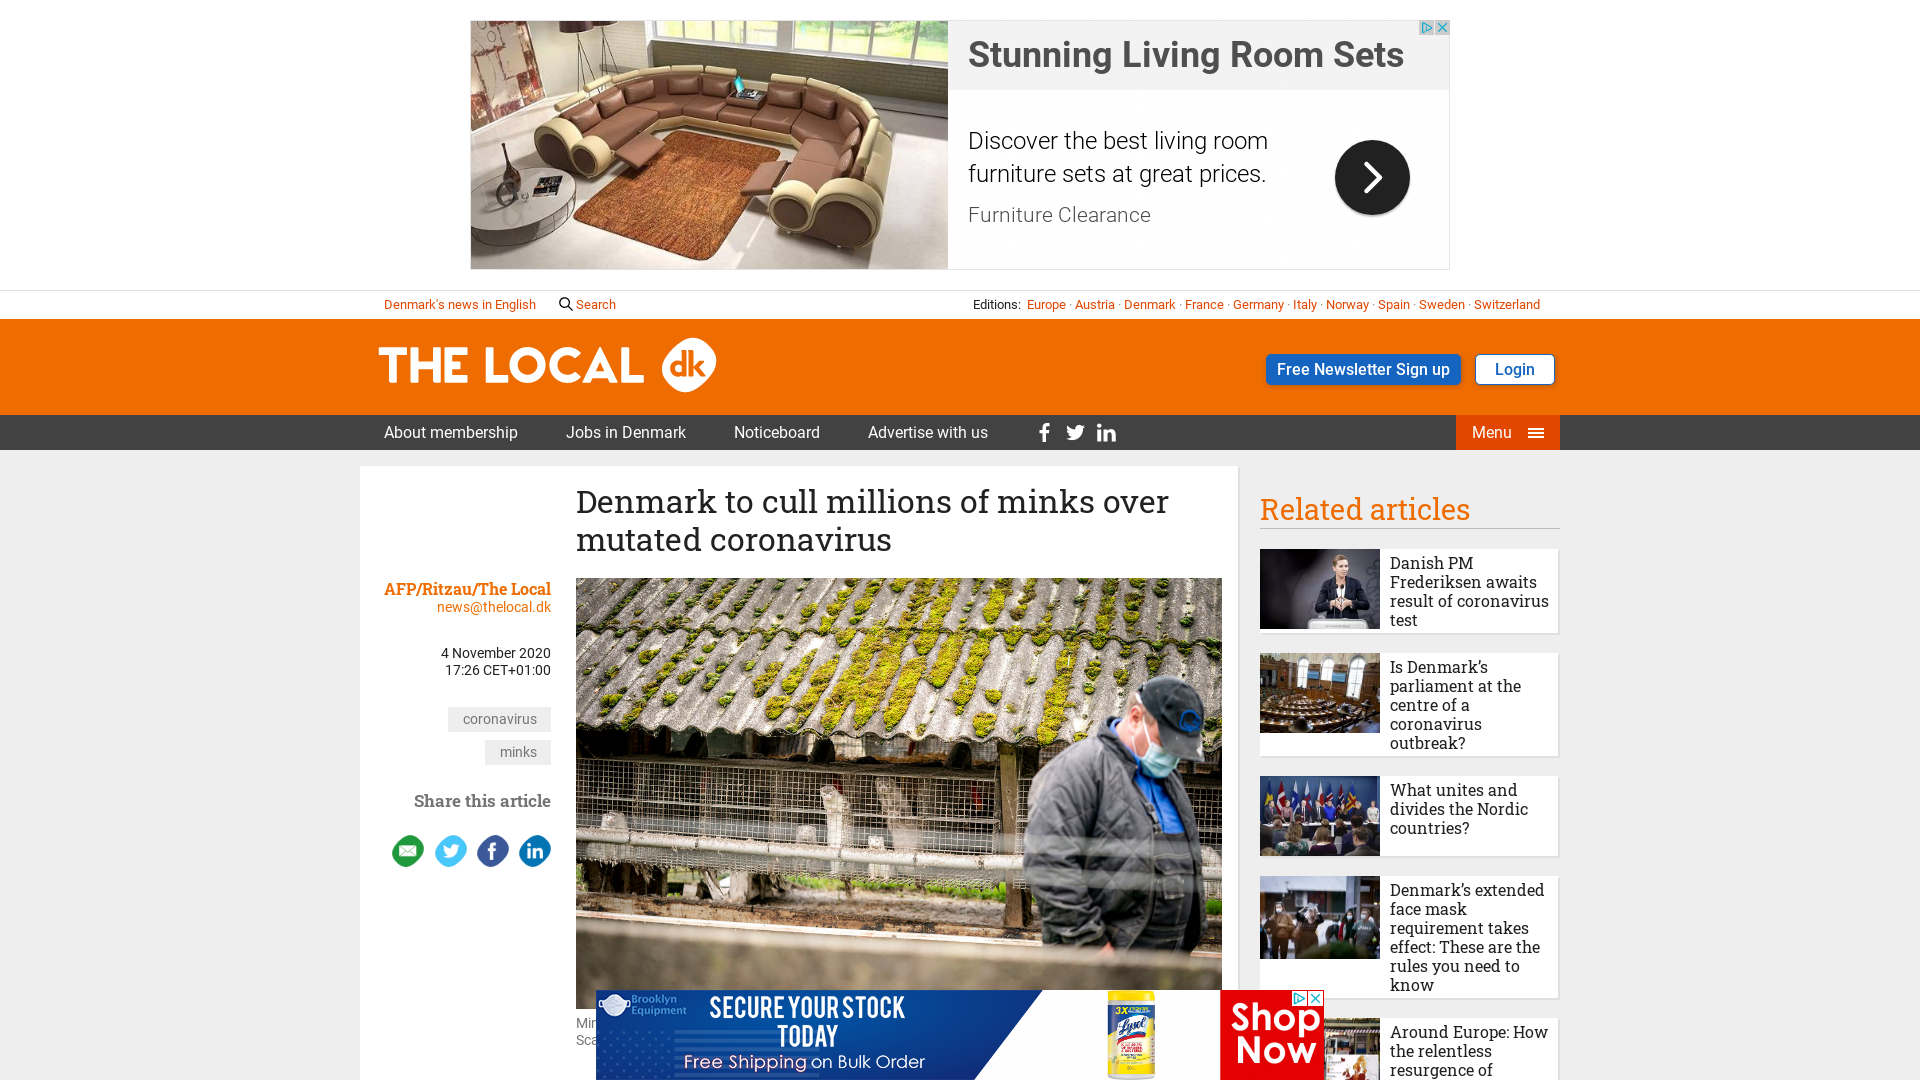 Stunning Living Room Sets
Discover the best living room
furniture sets at great prices.
Furniture Clearance
Denmark's news in English
Search
Editions: Europe · Austria · Denmark · France · Germany · Italy · Norway · Spain · Sweden · Switzerland
THE LOCAL dk
Free Newsletter Sign up
Login
About membership
Jobs in Denmark
Noticeboard
Advertise with us
Menu
Denmark to cull millions of minks over
mutated coronavirus
AFP/Ritzau/The Local
news@thelocal.dk
4 November 2020
17:26 CET+01:00
coronavirus
minks
Share this article
Related articles
Danish PM
Frederiksen awaits
result of coronavirus
test
Is Denmark’s
parliament at the
centre of a
coronavirus
outbreak?
What unites and
divides the Nordic
countries?
Denmark’s extended
face mask
requirement takes
effect: These are the
rules you need to
know
Around Europe: How
the relentless
resurgence of
Brooklyn
Equipment
SECURE YOUR STOCK
TODAY
Free Shipping on Bulk Order
3X
Lysol
Shop
Now